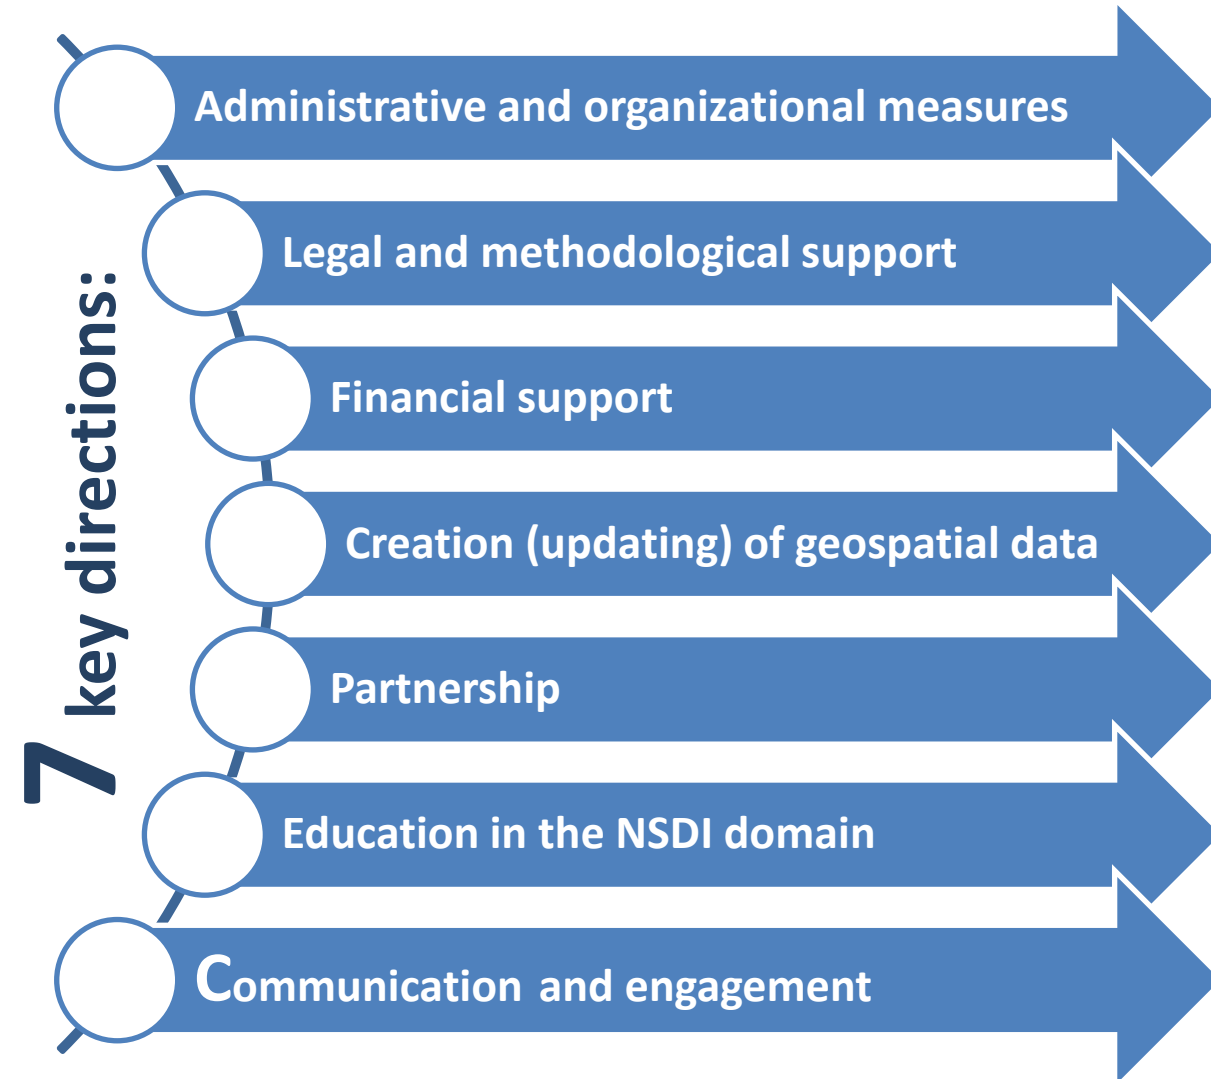 7 key directions:
Administrative and organizational measures
Legal and methodological support
Financial support
Creation (updating) of geospatial data
Partnership
Education in the NSDI domain
Communication and engagement